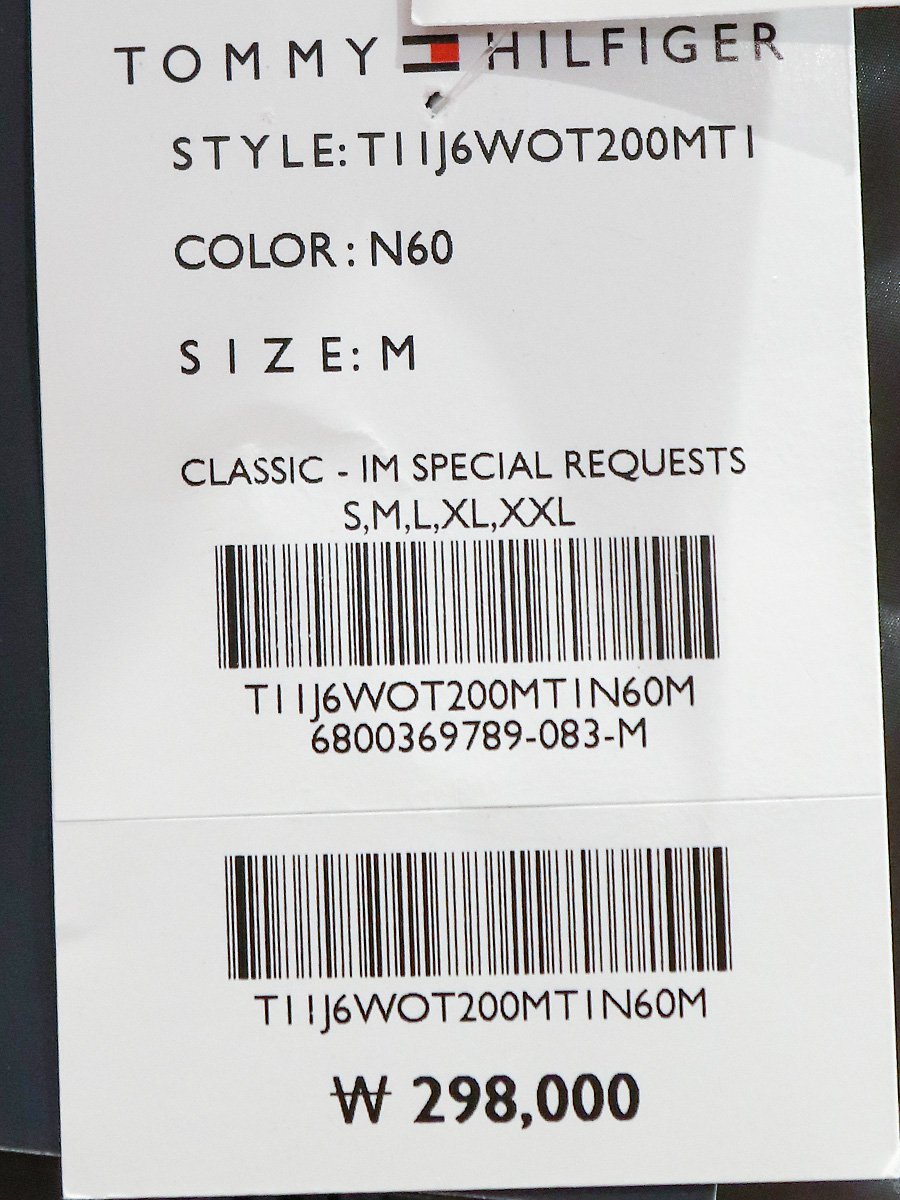 TOMMY HILFIGER
STYLE: T11J6WOT200MT1
COLOR: N60
SIZE: M
CLASSIC - IM SPECIAL REQUESTS
S,M,L,XL,XXL
T11J6WOT200MT1N60M
6800369789-083-M
T11J6WOT200MT1N60M
₩ 298,000